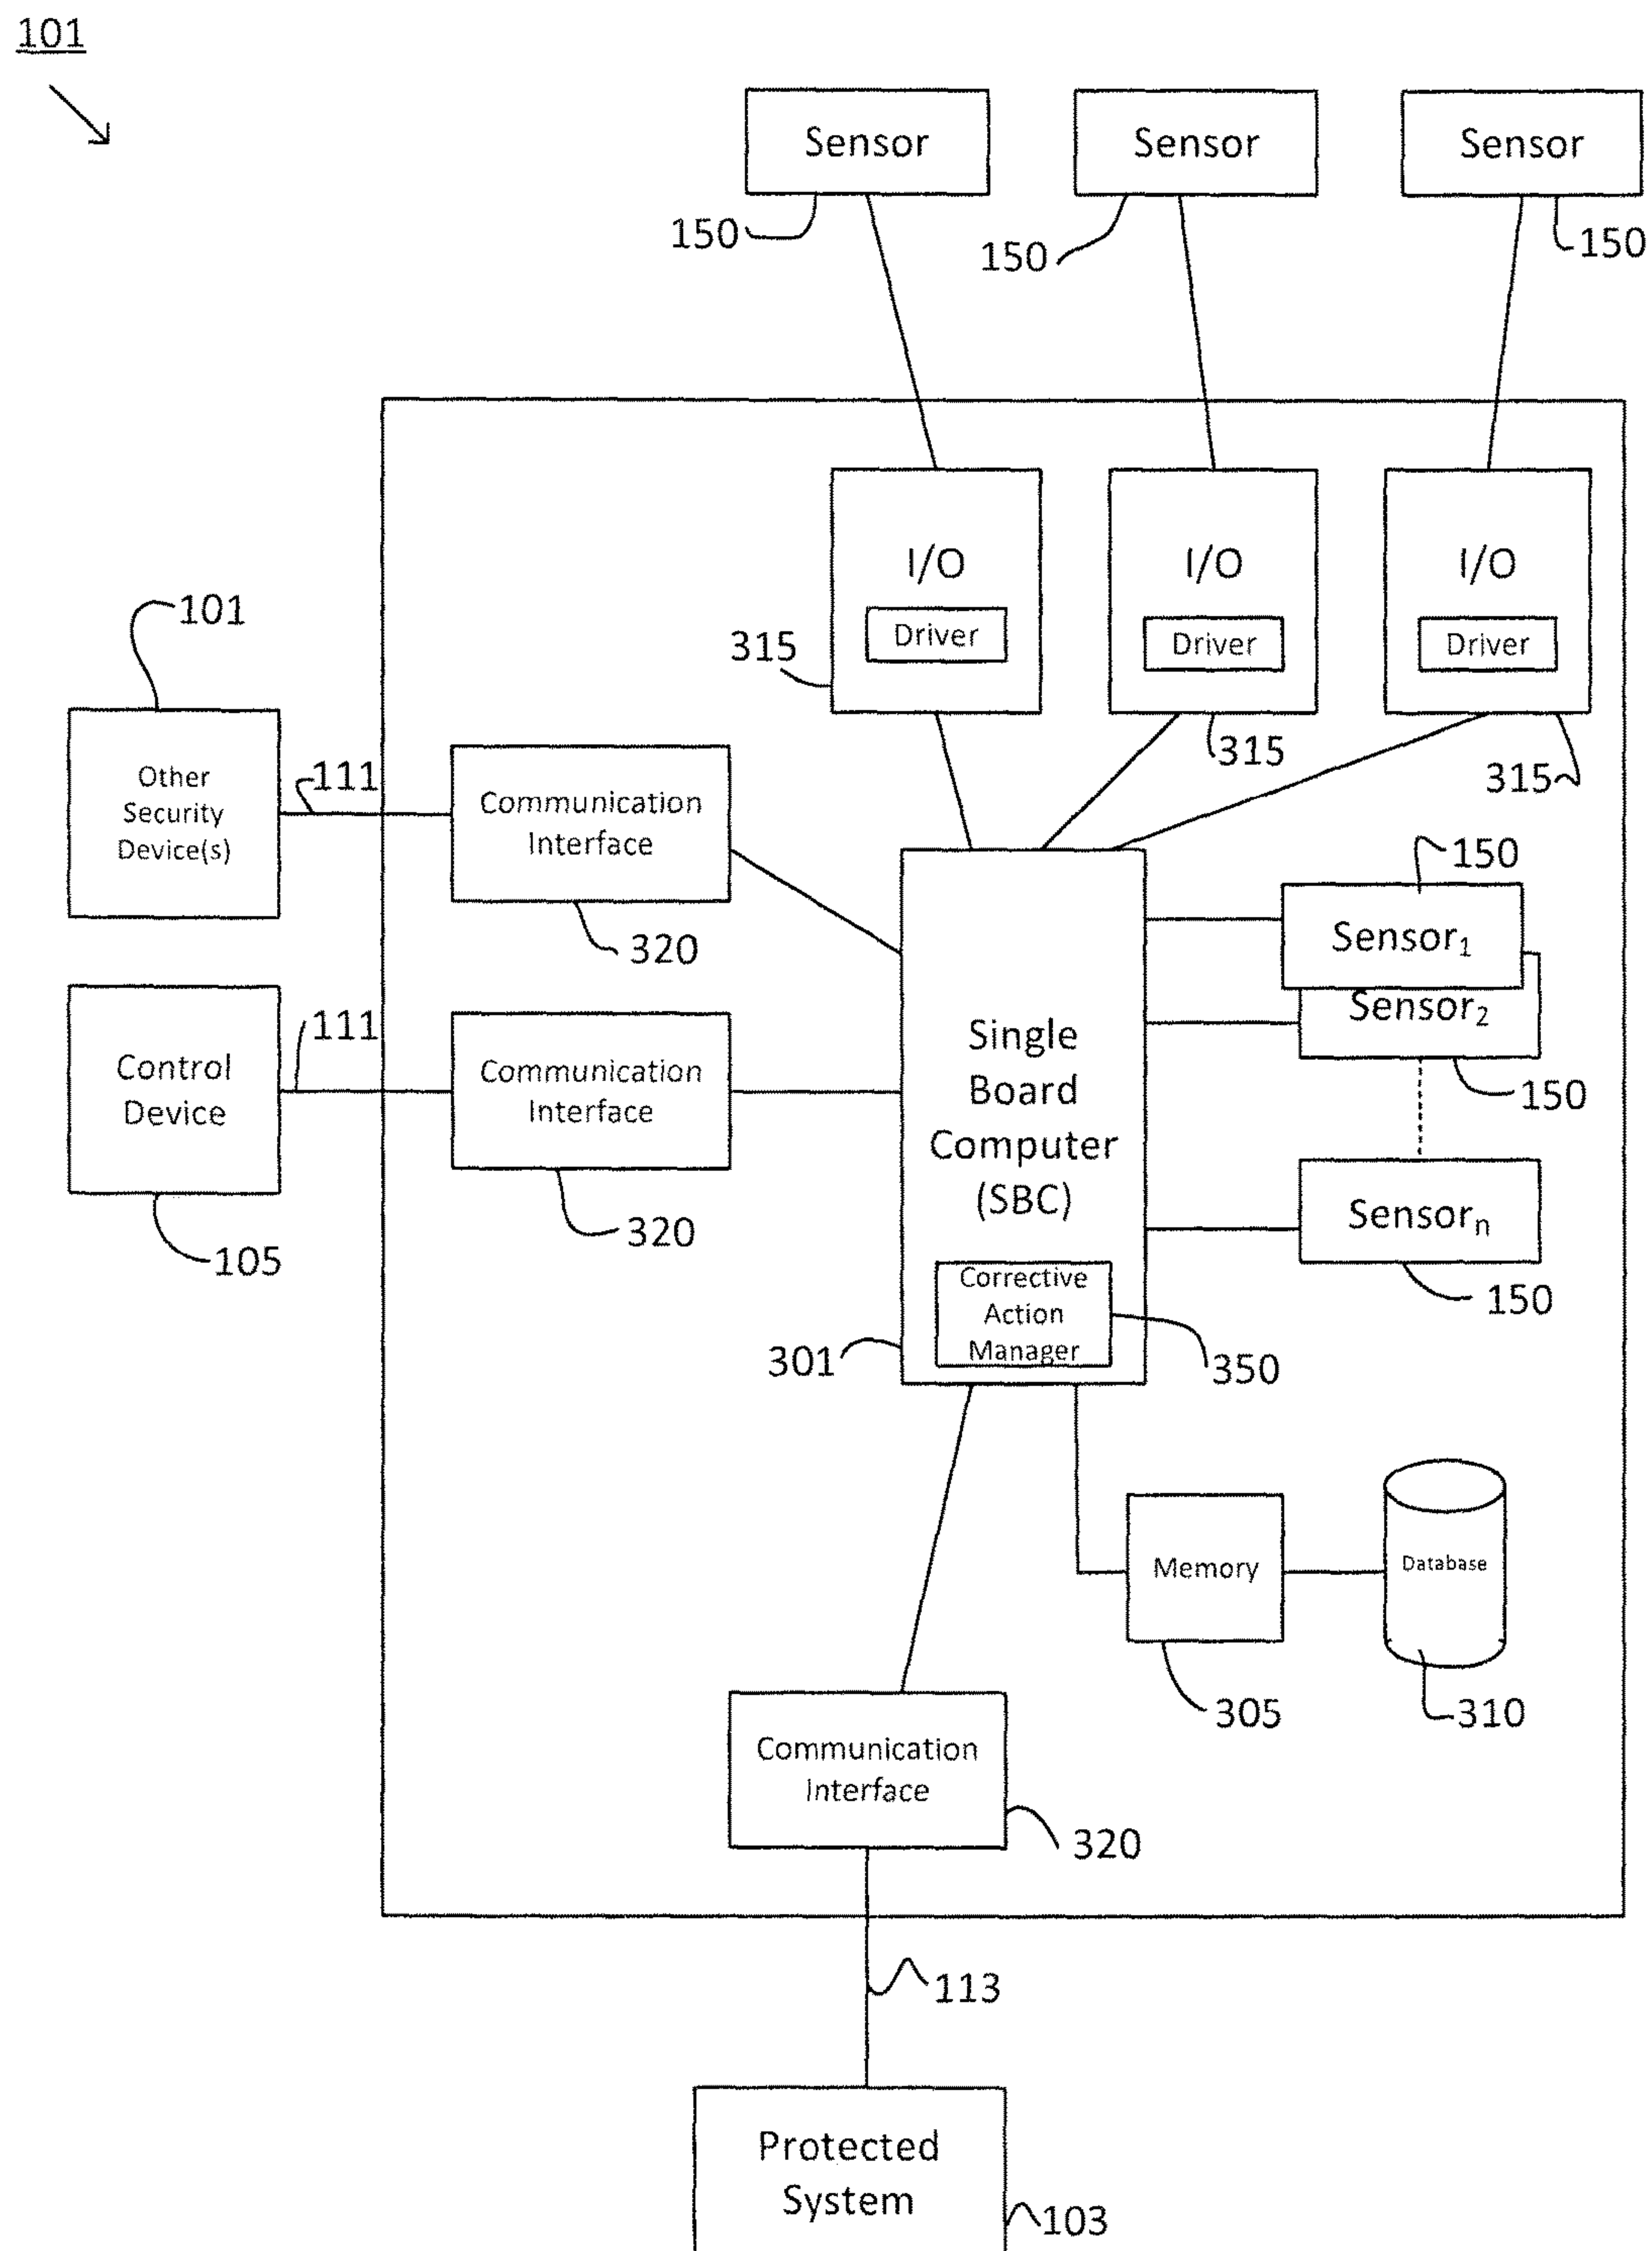 101
Sensor
Sensor
Sensor
150
150
150
I/O
I/O
I/O
Driver
Driver
Driver
315
315
315
101
Other
Security
Device(s)
111
Communication
Interface
320
Control
Device
105
111
Communication
Interface
320
Single
Board
Computer
(SBC)
Corrective
Action
Manager
301
350
150
Sensor₁
Sensor₂
150
Sensorₙ
150
Memory
305
Database
310
Communication
Interface
320
113
Protected
System
103